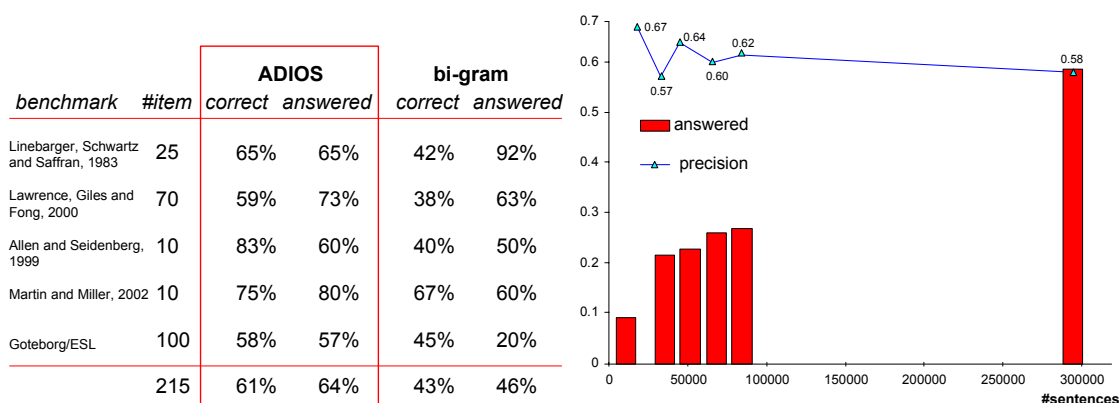 ADIOS bi-gram
benchmark #item correct answered correct answered
Linebarger, Schwartz
and Saffran, 1983 25 65% 65% 42% 92%
Lawrence, Giles and
Fong, 2000 70 59% 73% 38% 63%
Allen and Seidenberg,
1999 10 83% 60% 40% 50%
Martin and Miller, 2002 10 75% 80% 67% 60%
Goteborg/ESL 100 58% 57% 45% 20%
215 61% 64% 43% 46%
0.7
0.6
0.5
0.4
0.3
0.2
0.1
0
0.67
0.57
0.64
0.60
0.62
0.58
answered
precision
0 50000 100000 150000 200000 250000 300000
#sentences